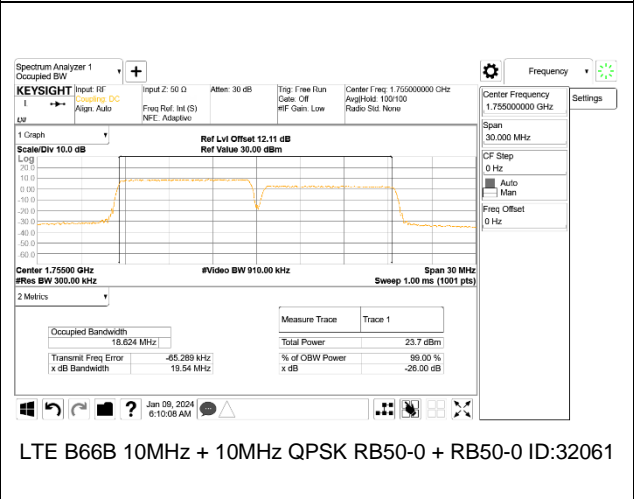 Spectrum Analyzer 1
Occupied BW
+
Frequency
KEYSIGHT
Input: RF
Coupling: DC
Align: Auto
Input Z: 50 Ω
Freq Ref: Int (S)
NFE: Adaptive
Atten: 30 dB
Trig: Free Run
Gate: Off
#IF Gain: Low
Center Freq: 1.755000000 GHz
Avg|Hold: 100/100
Radio Std: None
Center Frequency
1.755000000 GHz
Settings
Span
30.000 MHz
CF Step
0 Hz
Auto
Man
Freq Offset
0 Hz
1 Graph
Scale/Div 10.0 dB
Ref Lvl Offset 12.11 dB
Ref Value 30.00 dBm
Log
20.0
10.0
0.00
-10.0
-20.0
-30.0
-40.0
-50.0
-60.0
Center 1.75500 GHz
#Video BW 910.00 kHz
Span 30 MHz
#Res BW 300.00 kHz
Sweep 1.00 ms (1001 pts)
2 Metrics
Measure Trace Trace 1
Occupied Bandwidth
18.624 MHz
Total Power 23.7 dBm
Transmit Freq Error -65.289 kHz
% of OBW Power 99.00 %
x dB Bandwidth 19.54 MHz
x dB -26.00 dB
Jan 09, 2024
6:10:08 AM
LTE B66B 10MHz + 10MHz QPSK RB50-0 + RB50-0 ID:32061